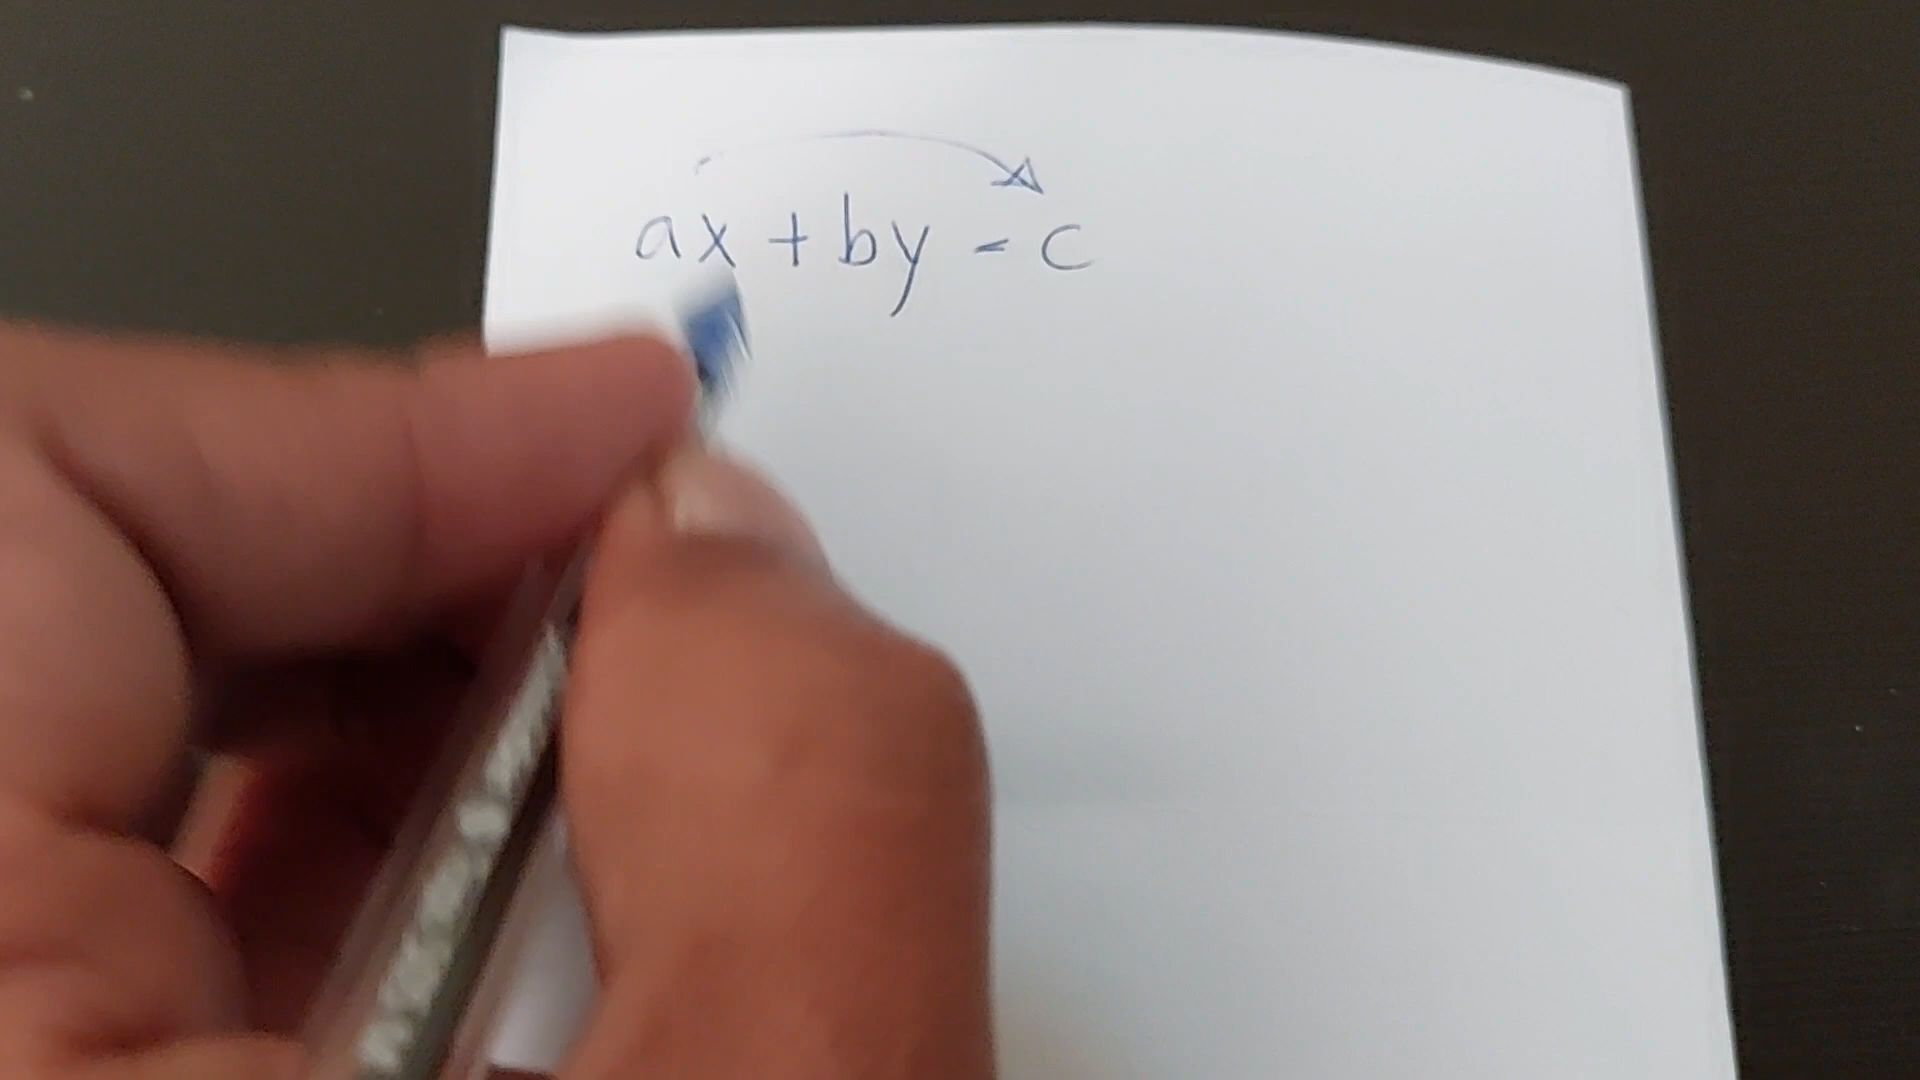 ax + by = c